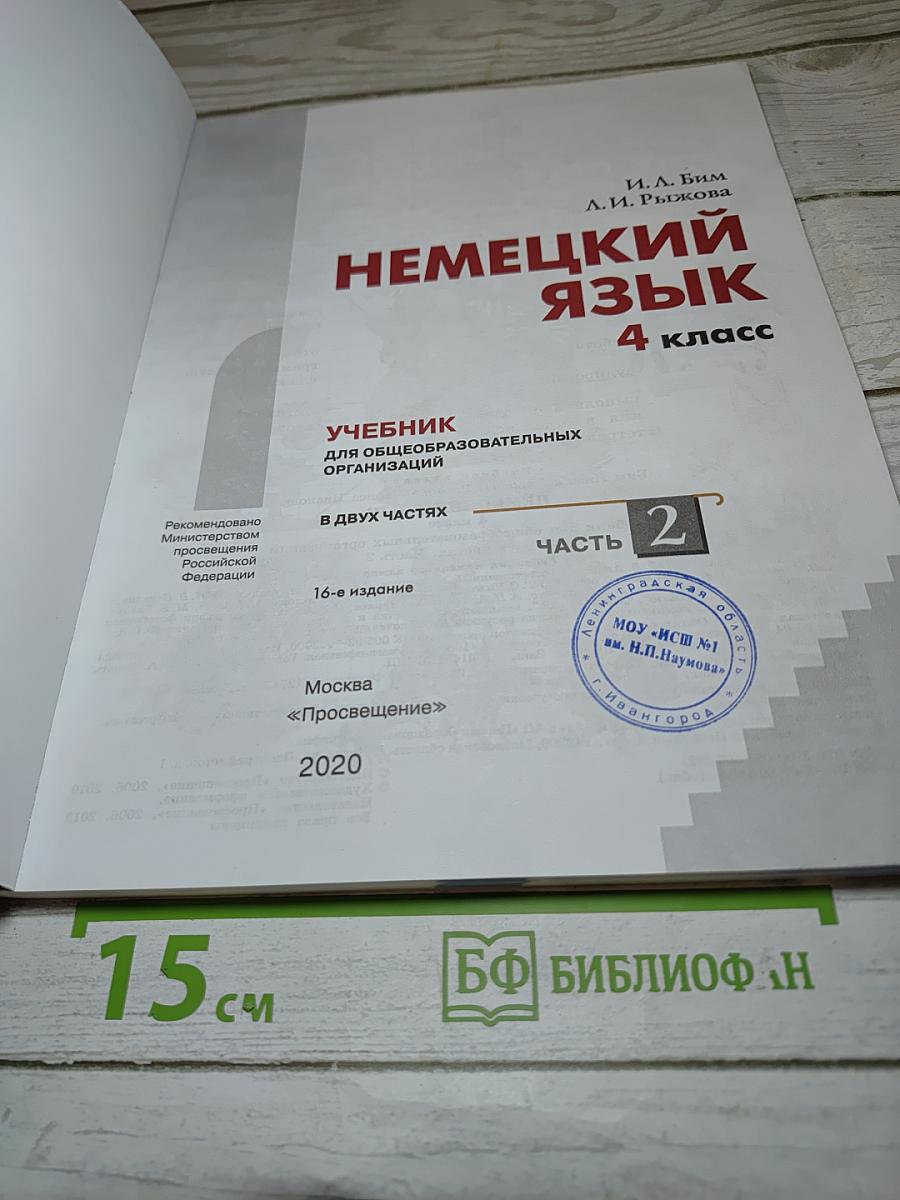 И. Л. Бим
Л. И. Рыжова
НЕМЕЦКИЙ
ЯЗЫК
4 класс
УЧЕБНИК
ДЛЯ ОБЩЕОБРАЗОВАТЕЛЬНЫХ
ОРГАНИЗАЦИЙ
В ДВУХ ЧАСТЯХ
ЧАСТЬ 2
Рекомендовано
Министерством
просвещения
Российской
Федерации
16-е издание
Ленинградская область
МОУ «ИСШ №1
им. Н.П.Наумова»
г. Ивангород
Москва
«Просвещение»
2020
15 см
БФ БИБЛИОФАН